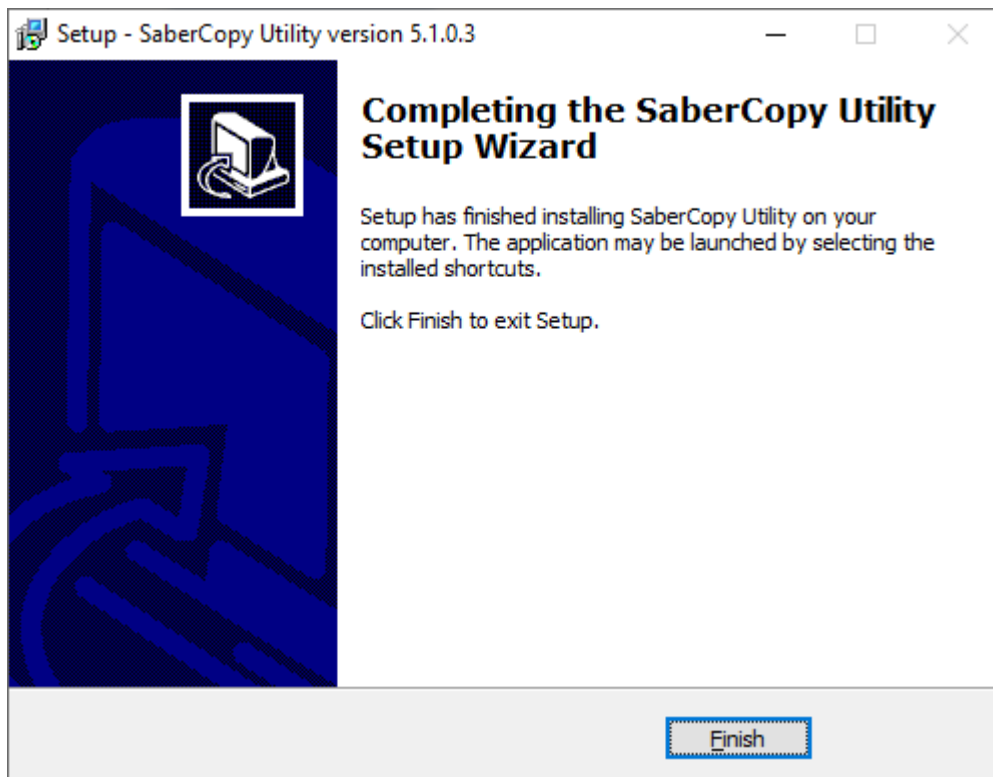 Setup - SaberCopy Utility version 5.1.0.3
Completing the SaberCopy Utility
Setup Wizard
Setup has finished installing SaberCopy Utility on your
computer. The application may be launched by selecting the
installed shortcuts.
Click Finish to exit Setup.
Finish